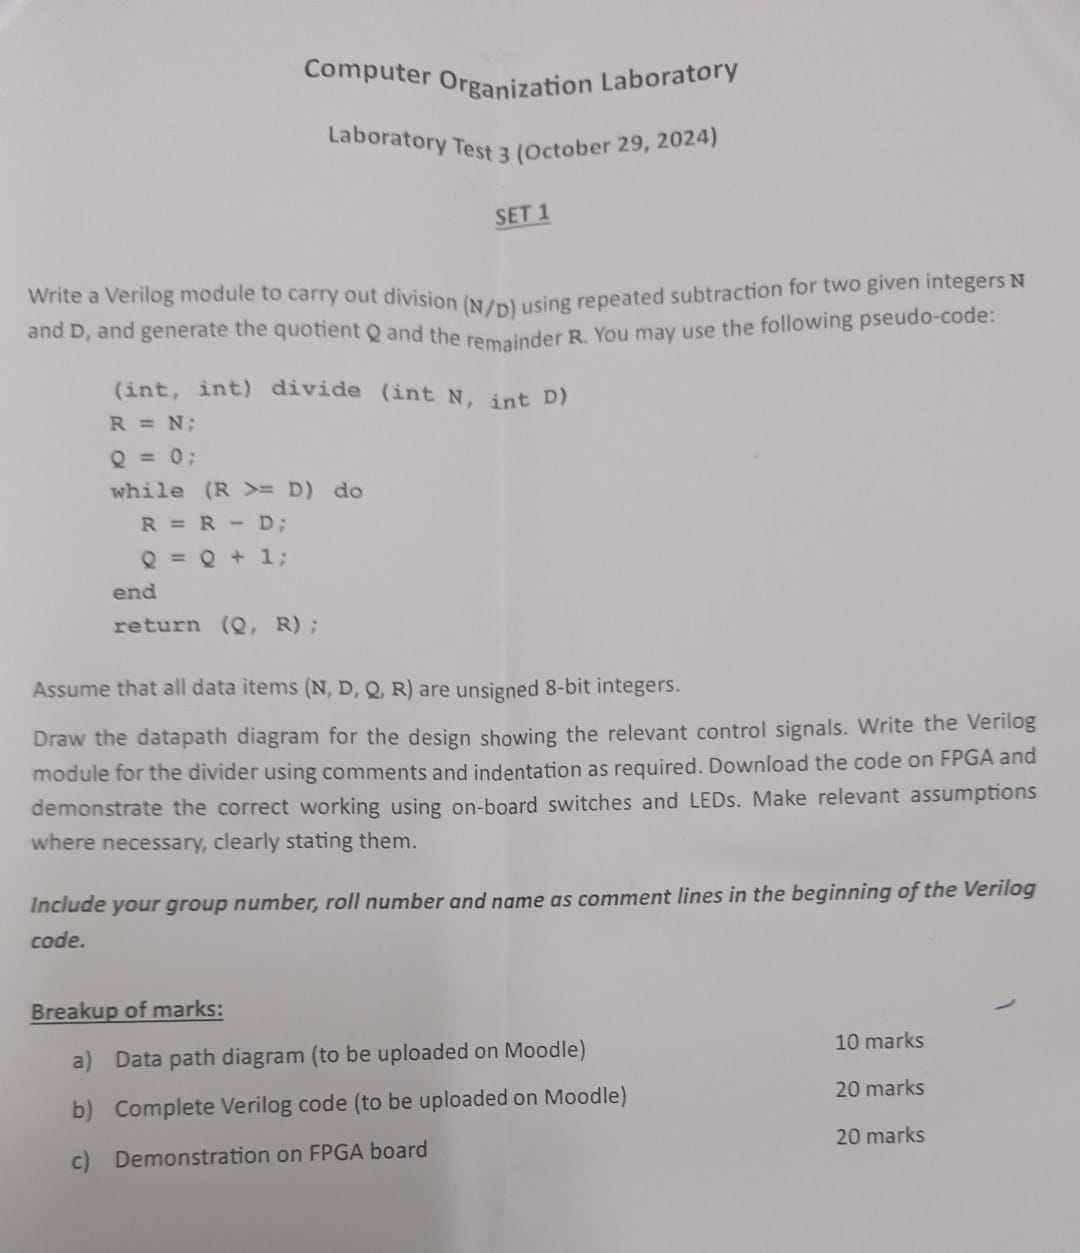 Computer Organization Laboratory
Laboratory Test 3 (October 29, 2024)
SET 1
Write a Verilog module to carry out division (N/D) using repeated subtraction for two given integers N
and D, and generate the quotient Q and the remainder R. You may use the following pseudo-code:
(int, int) divide (int N, int D)
R = N;
Q = 0;
while (R >= D) do
R = R - D;
Q = Q + 1;
end
return (Q, R);
Assume that all data items (N, D, Q, R) are unsigned 8-bit integers.
Draw the datapath diagram for the design showing the relevant control signals. Write the Verilog
module for the divider using comments and indentation as required. Download the code on FPGA and
demonstrate the correct working using on-board switches and LEDs. Make relevant assumptions
where necessary, clearly stating them.
Include your group number, roll number and name as comment lines in the beginning of the Verilog
code.
Breakup of marks:
a) Data path diagram (to be uploaded on Moodle) 10 marks
b) Complete Verilog code (to be uploaded on Moodle) 20 marks
c) Demonstration on FPGA board 20 marks